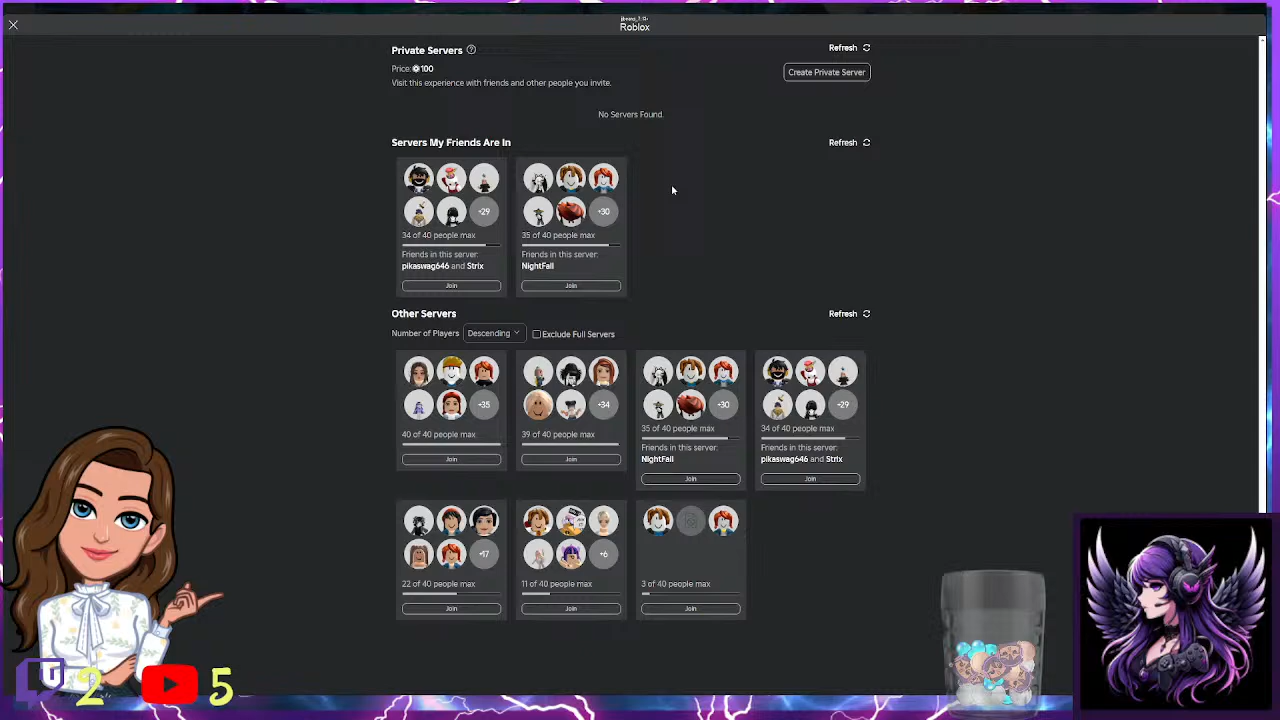 Roblox
Private Servers
Refresh
Price: 100
Create Private Server
Visit this experience with friends and other people you invite.
No Servers Found.
Servers My Friends Are In
Refresh
+29
+30
34 of 40 people max
35 of 40 people max
Friends in this server:
pikaswag646 and Strix
Friends in this server:
NightFall
Join
Join
Other Servers
Refresh
Number of Players
Descending
Exclude Full Servers
+35
+34
+30
+29
40 of 40 people max
39 of 40 people max
35 of 40 people max
34 of 40 people max
Friends in this server:
NightFall
Friends in this server:
pikaswag646 and Strix
Join
Join
Join
Join
+17
+6
22 of 40 people max
11 of 40 people max
3 of 40 people max
Join
Join
Join
2
5